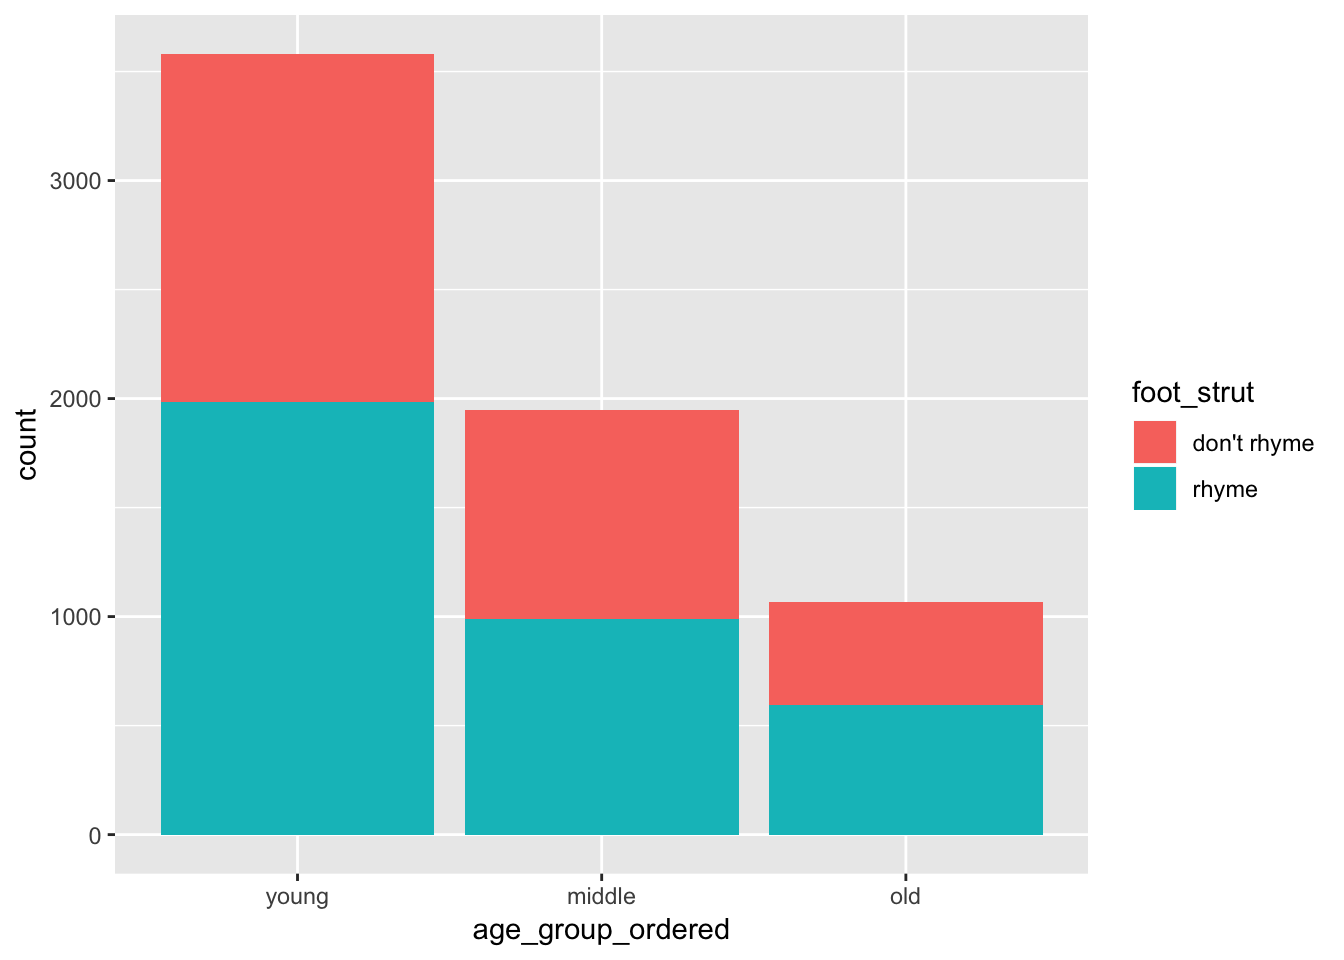 3000
2000
1000
0
count
young middle old
age_group_ordered
foot_strut
don't rhyme
rhyme